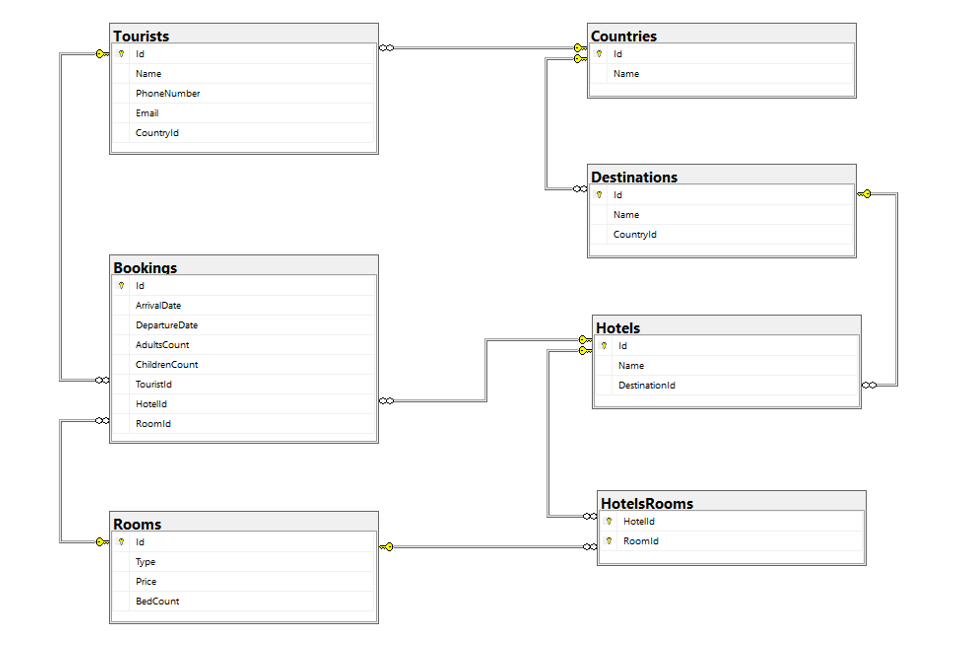 Tourists
Id
Name
PhoneNumber
Email
CountryId
Countries
Id
Name
Destinations
Id
Name
CountryId
Bookings
Id
ArrivalDate
DepartureDate
AdultsCount
ChildrenCount
TouristId
HotelId
RoomId
Hotels
Id
Name
DestinationId
Rooms
Id
Type
Price
BedCount
HotelsRooms
HotelId
RoomId